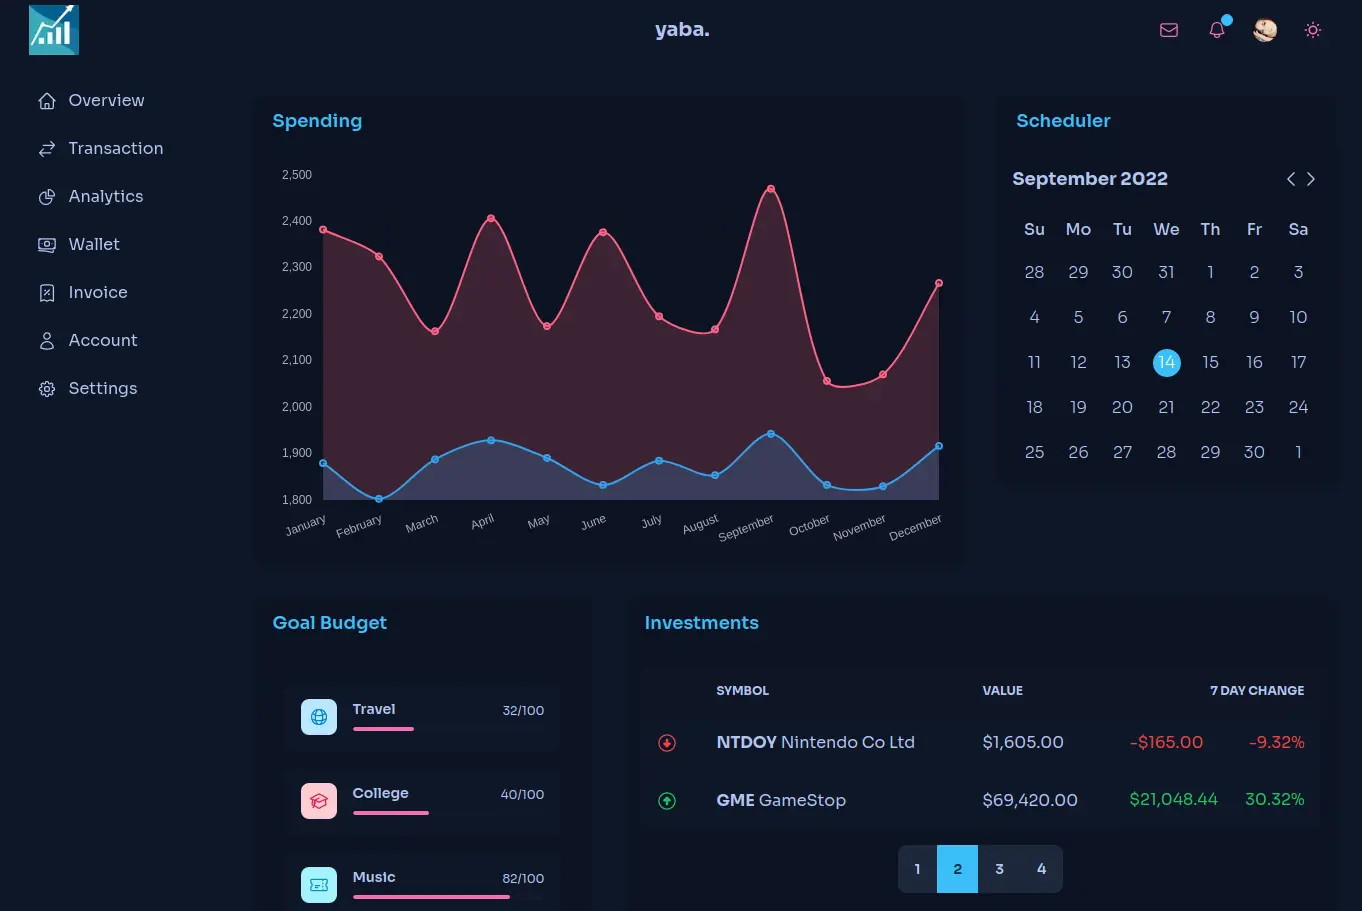 yaba.
Overview
Transaction
Analytics
Wallet
Invoice
Account
Settings
Spending
2,500
2,400
2,300
2,200
2,100
2,000
1,900
1,800
January February March April May June July August September October November December
Scheduler
September 2022
Su Mo Tu We Th Fr Sa
28 29 30 31 1 2 3
4 5 6 7 8 9 10
11 12 13 14 15 16 17
18 19 20 21 22 23 24
25 26 27 28 29 30 1
Goal Budget
Travel 32/100
College 40/100
Music 82/100
Investments
SYMBOL VALUE 7 DAY CHANGE
NTDOY Nintendo Co Ltd $1,605.00 -$165.00 -9.32%
GME GameStop $69,420.00 $21,048.44 30.32%
1 2 3 4